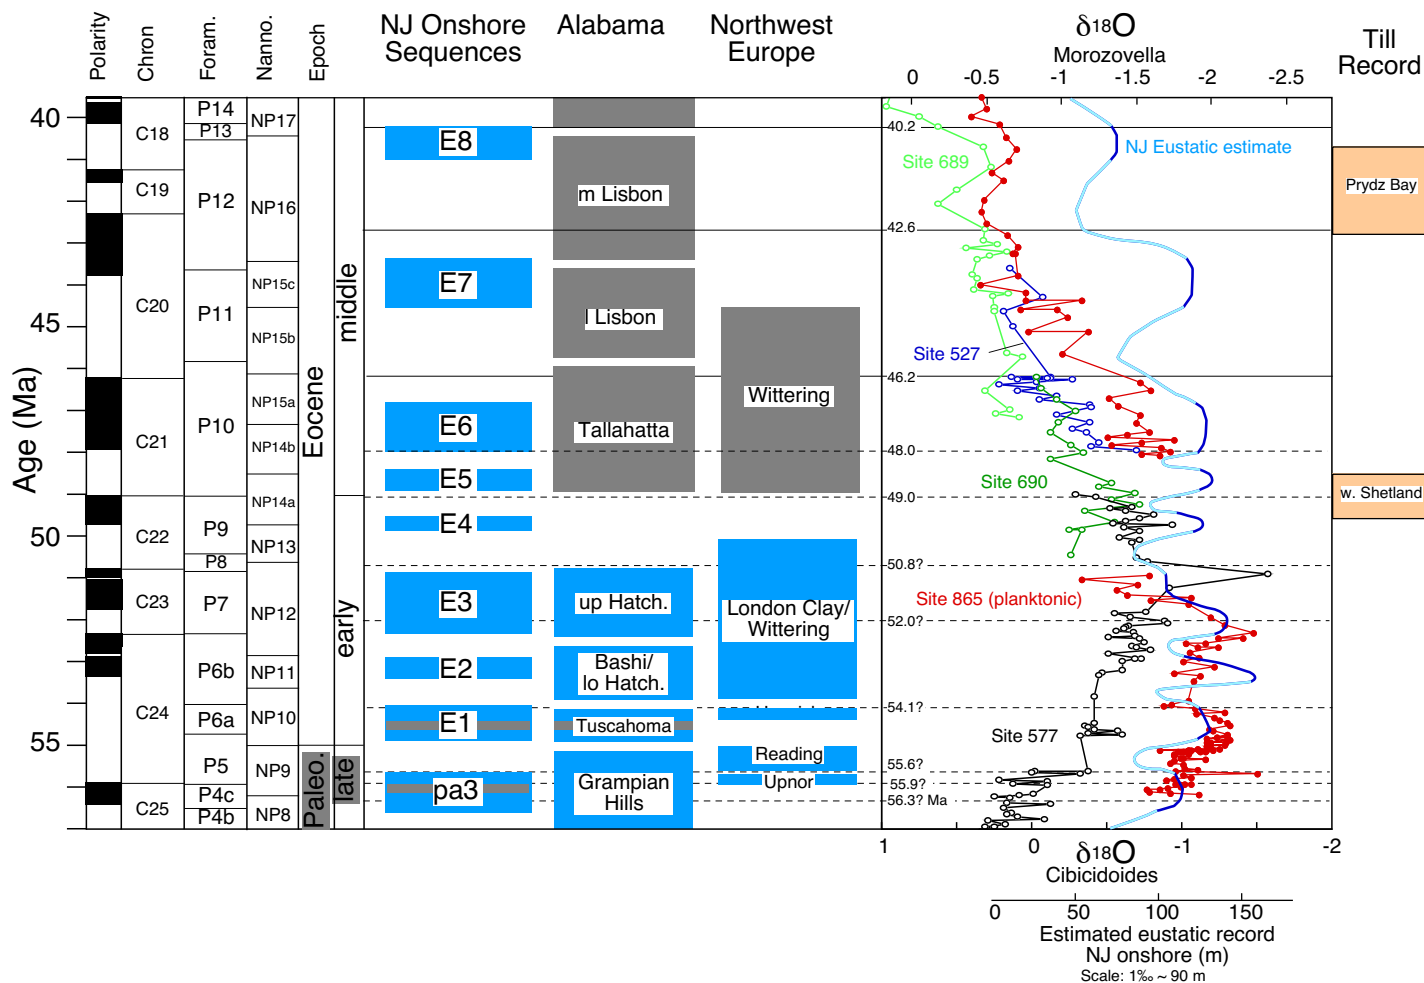 Polarity
Chron
Foram.
Nanno.
Epoch
NJ Onshore
Sequences
Alabama
Northwest
Europe
δ18O
Morozovella
0 -0.5 -1 -1.5 -2 -2.5
Till
Record
Age (Ma)
40
45
50
55
C18
C19
C20
C21
C22
C23
C24
C25
P14
P13
P12
P11
P10
P9
P8
P7
P6b
P6a
P5
P4c
P4b
NP17
NP16
NP15c
NP15b
NP15a
NP14b
NP14a
NP13
NP12
NP11
NP10
NP9
NP8
Eocene
Paleo.
middle
early
late
E8
E7
E6
E5
E4
E3
E2
E1
pa3
m Lisbon
l Lisbon
Tallahatta
up Hatch.
Bashi/
lo Hatch.
Tuscahoma
Grampian
Hills
Wittering
London Clay/
Wittering
Reading
Upnor
40.2
42.6
46.2
48.0
49.0
50.8?
52.0?
54.1?
55.6?
55.9?
56.3? Ma
Site 689
NJ Eustatic estimate
Site 527
Site 690
Site 865 (planktonic)
Site 577
Prydz Bay
w. Shetland
1 0 -1 -2
δ18O
Cibicidoides
0 50 100 150
Estimated eustatic record
NJ onshore (m)
Scale: 1‰ ~ 90 m